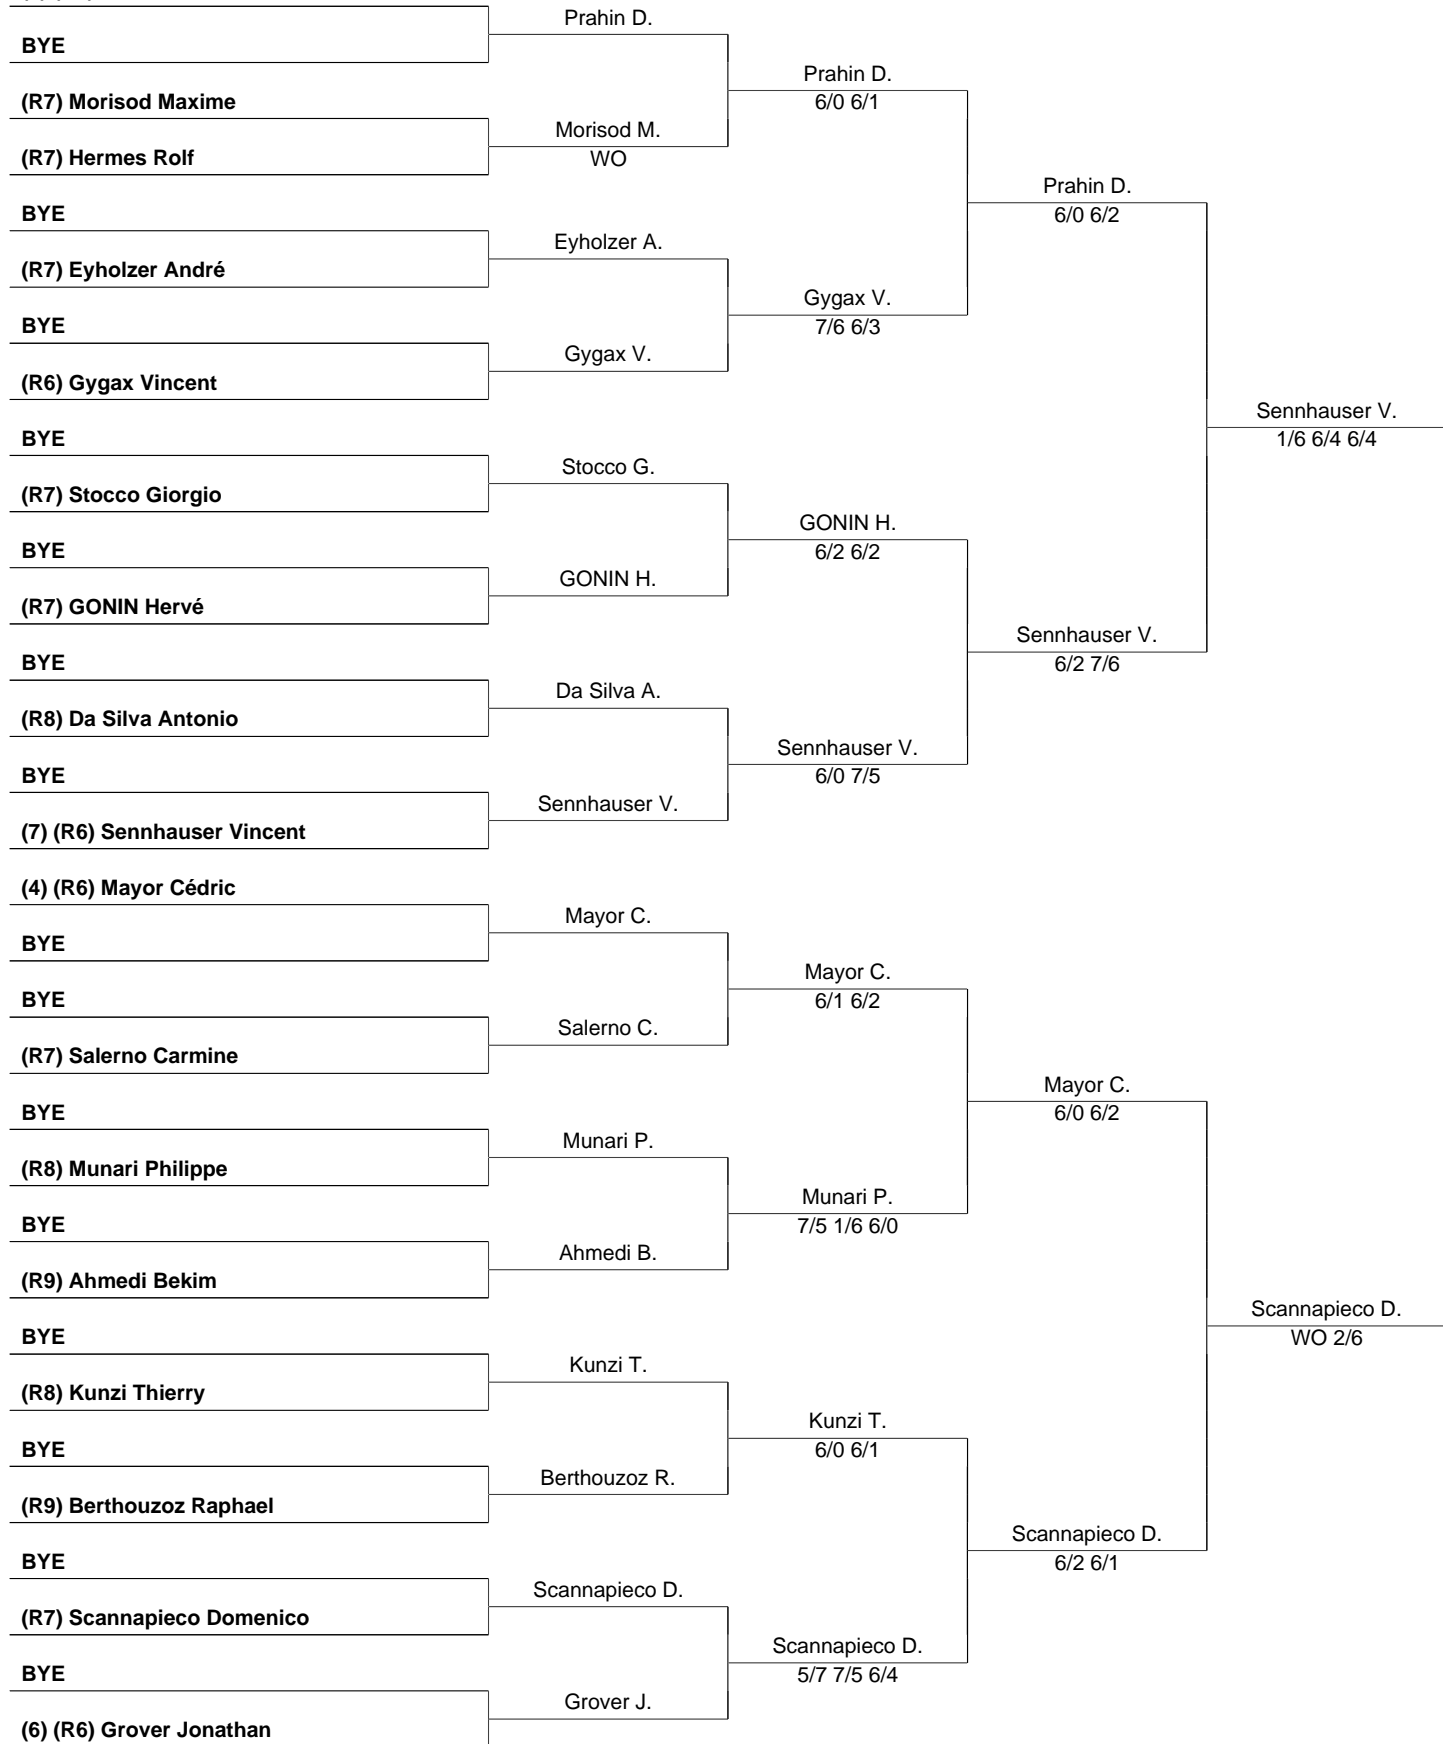 Prahin D.
BYE
Prahin D.
6/0 6/1
(R7) Morisod Maxime
Morisod M.
WO
(R7) Hermes Rolf
Prahin D.
6/0 6/2
BYE
Eyholzer A.
(R7) Eyholzer André
Gygax V.
7/6 6/3
BYE
Gygax V.
(R6) Gygax Vincent
Sennhauser V.
1/6 6/4 6/4
BYE
Stocco G.
(R7) Stocco Giorgio
GONIN H.
6/2 6/2
BYE
GONIN H.
(R7) GONIN Hervé
Sennhauser V.
6/2 7/6
BYE
Da Silva A.
(R8) Da Silva Antonio
Sennhauser V.
6/0 7/5
BYE
Sennhauser V.
(7) (R6) Sennhauser Vincent
(4) (R6) Mayor Cédric
Mayor C.
BYE
Mayor C.
6/1 6/2
BYE
Salerno C.
(R7) Salerno Carmine
Mayor C.
6/0 6/2
BYE
Munari P.
(R8) Munari Philippe
Munari P.
7/5 1/6 6/0
BYE
Ahmedi B.
(R9) Ahmedi Bekim
Scannapieco D.
WO 2/6
BYE
Kunzi T.
(R8) Kunzi Thierry
Kunzi T.
6/0 6/1
BYE
Berthouzoz R.
(R9) Berthouzoz Raphael
Scannapieco D.
6/2 6/1
BYE
Scannapieco D.
(R7) Scannapieco Domenico
Scannapieco D.
5/7 7/5 6/4
BYE
Grover J.
(6) (R6) Grover Jonathan